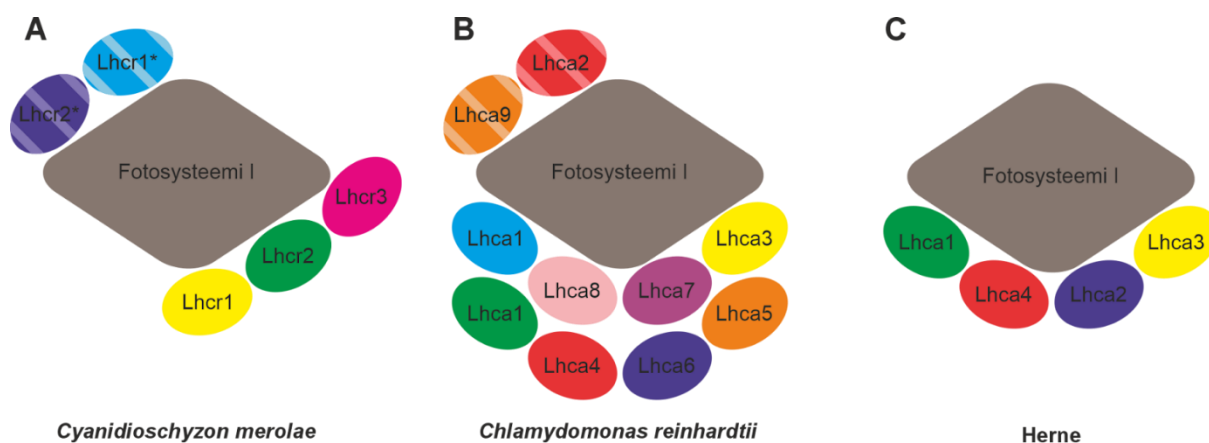 A
Lhcr1*
Lhcr2*
Fotosysteemi I
Lhcr3
Lhcr2
Lhcr1
Cyanidioschyzon merolae
B
Lhca2
Lhca9
Fotosysteemi I
Lhca1
Lhca3
Lhca8
Lhca7
Lhca1
Lhca5
Lhca4
Lhca6
Chlamydomonas reinhardtii
C
Fotosysteemi I
Lhca1
Lhca3
Lhca4
Lhca2
Herne